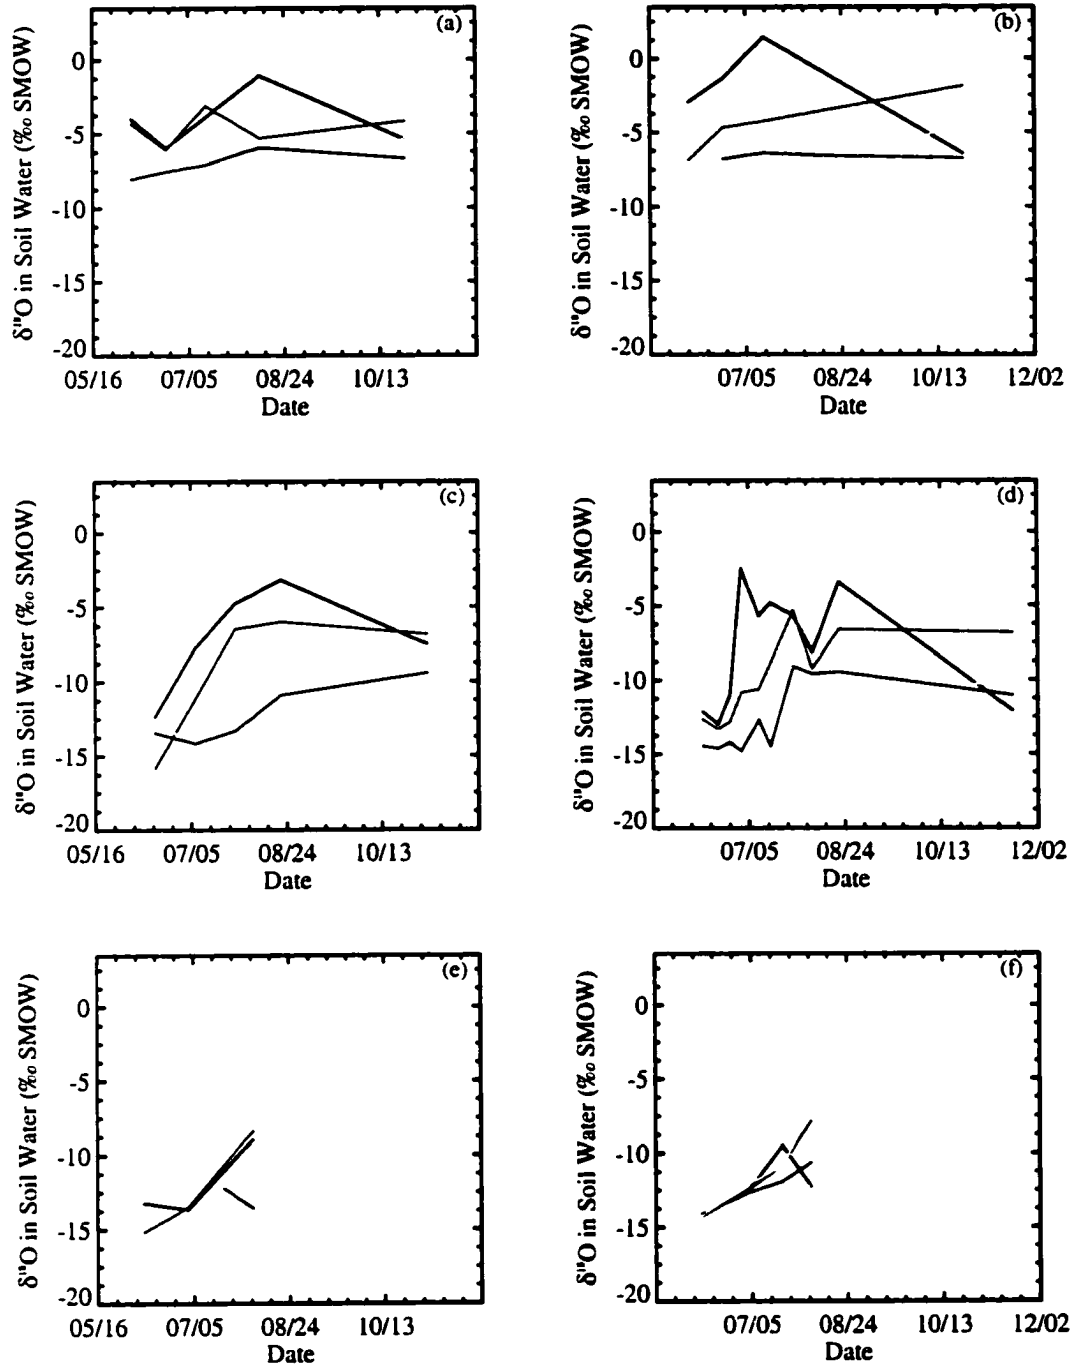 (a)
δ¹⁸O in Soil Water (‰ SMOW)
0
-5
-10
-15
-20
05/16 07/05 08/24 10/13
Date
(b)
δ¹⁸O in Soil Water (‰ SMOW)
0
-5
-10
-15
-20
07/05 08/24 10/13 12/02
Date
(c)
δ¹⁸O in Soil Water (‰ SMOW)
0
-5
-10
-15
-20
05/16 07/05 08/24 10/13
Date
(d)
δ¹⁸O in Soil Water (‰ SMOW)
0
-5
-10
-15
-20
07/05 08/24 10/13 12/02
Date
(e)
δ¹⁸O in Soil Water (‰ SMOW)
0
-5
-10
-15
-20
05/16 07/05 08/24 10/13
Date
(f)
δ¹⁸O in Soil Water (‰ SMOW)
0
-5
-10
-15
-20
07/05 08/24 10/13 12/02
Date